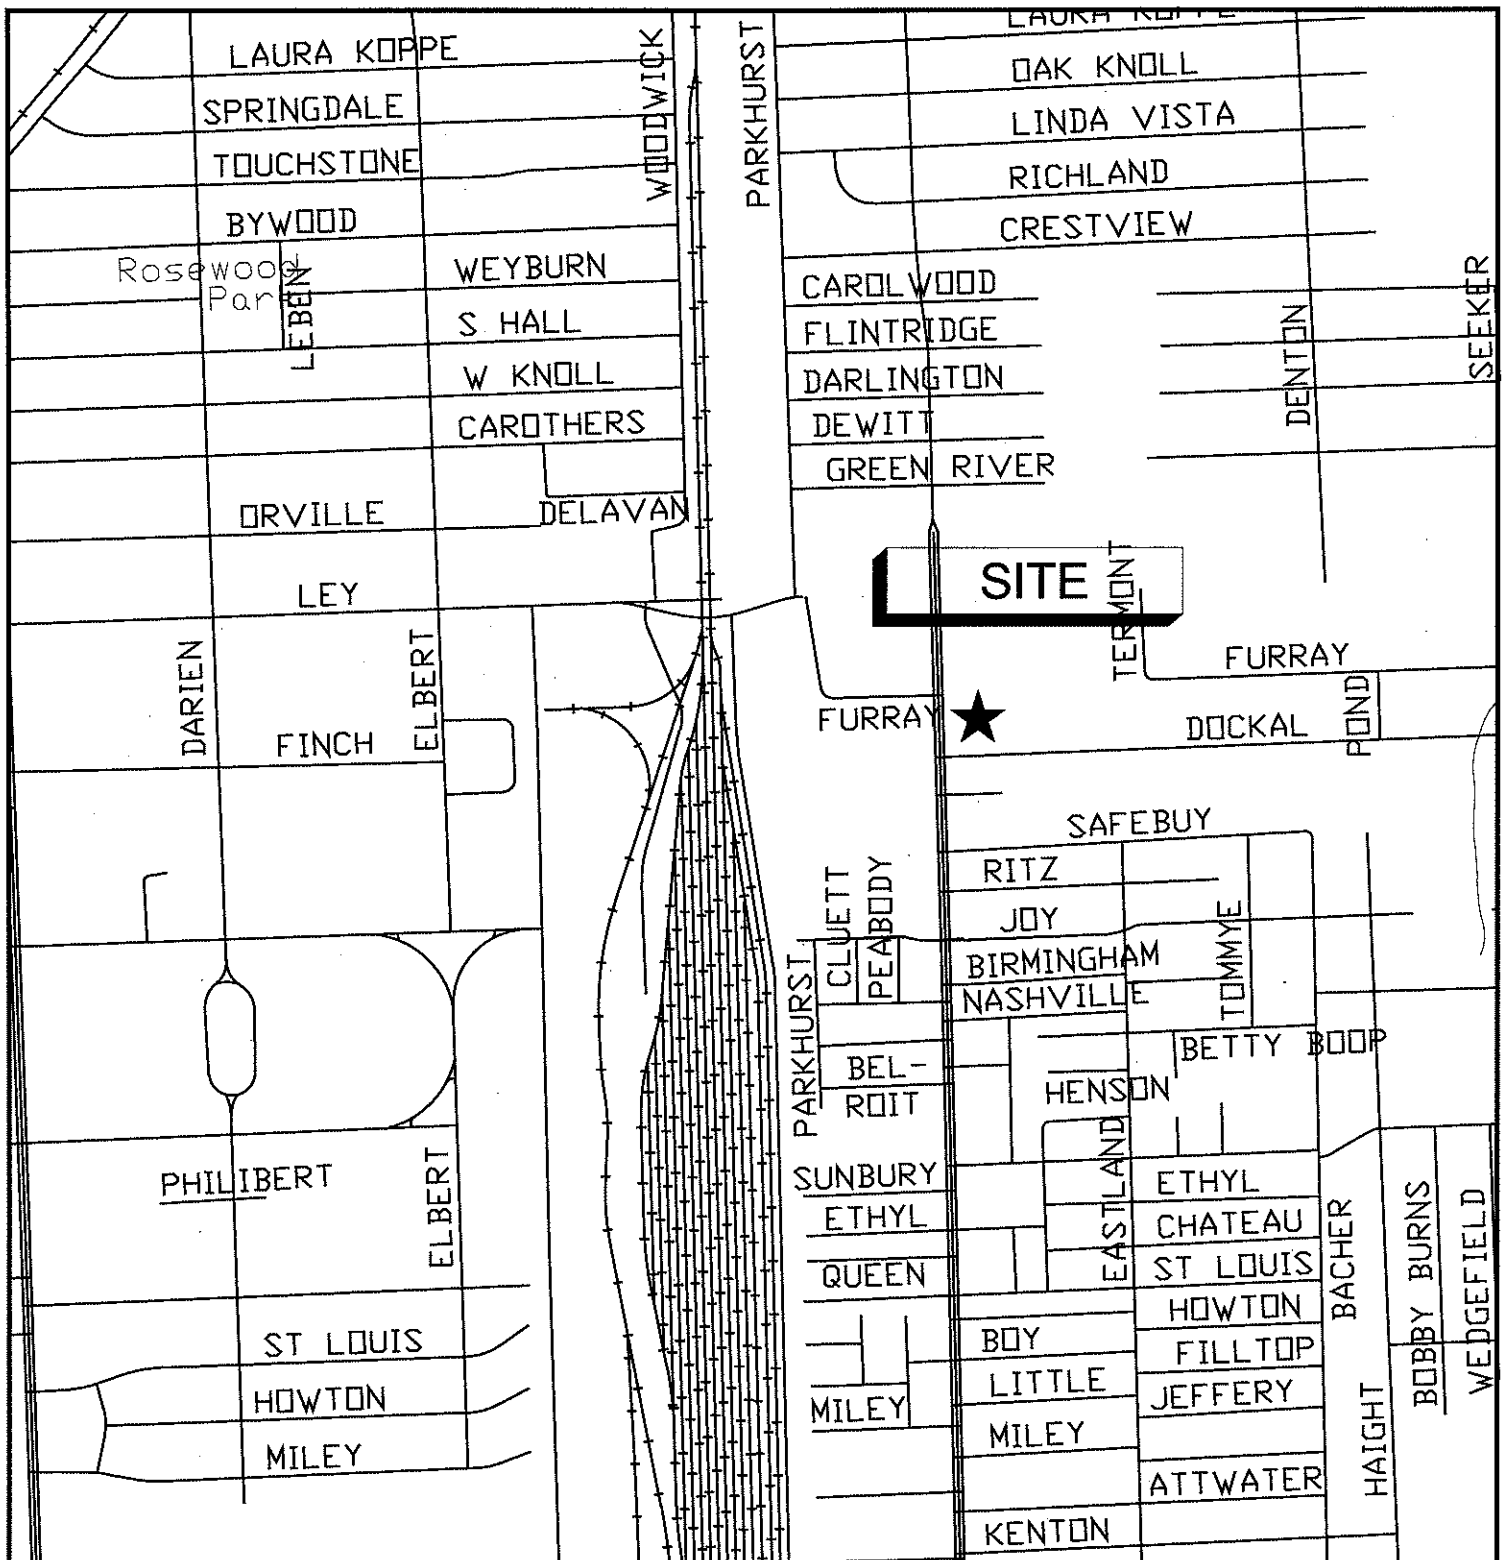 LAURA KOPPE
WOODWICK
PARKHURST
LAURA KOPPE
OAK KNOLL
SPRINGDALE
LINDA VISTA
TOUCHSTONE
RICHLAND
BYWOOD
CRESTVIEW
Rosewood
Par
LEBEN
WEYBURN
CAROLWOOD
SEEKER
S HALL
FLINTRIDGE
DENTON
W KNOLL
DARLINGTON
CAROTHERS
DEWITT
GREEN RIVER
ORVILLE
DELAVAN
SITE
TERMONT
LEY
DARIEN
ELBERT
FURRAY
FURRAY
DOCKAL
POND
FINCH
SAFEBUY
RITZ
CLUETT
PEABODY
JOY
TOMMYE
BIRMINGHAM
NASHVILLE
PARKHURST
BETTY BOOP
BEL-
ROIT
HENSON
EASTLAND
PHILIBERT
ELBERT
SUNBURY
ETHYL
ETHYL
CHATEAU
BACHER
BOBBY BURNS
WEDGEFIELD
QUEEN
ST LOUIS
HOWTON
ST LOUIS
BOY
FILLTOP
HOWTON
LITTLE
JEFFERY
MILEY
MILEY
HAIGHT
MILEY
ATTWATER
KENTON